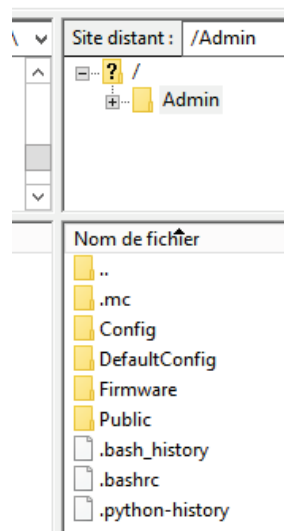 Site distant : /Admin
? /
Admin
Nom de fichier
..
.mc
Config
DefaultConfig
Firmware
Public
.bash_history
.bashrc
.python-history